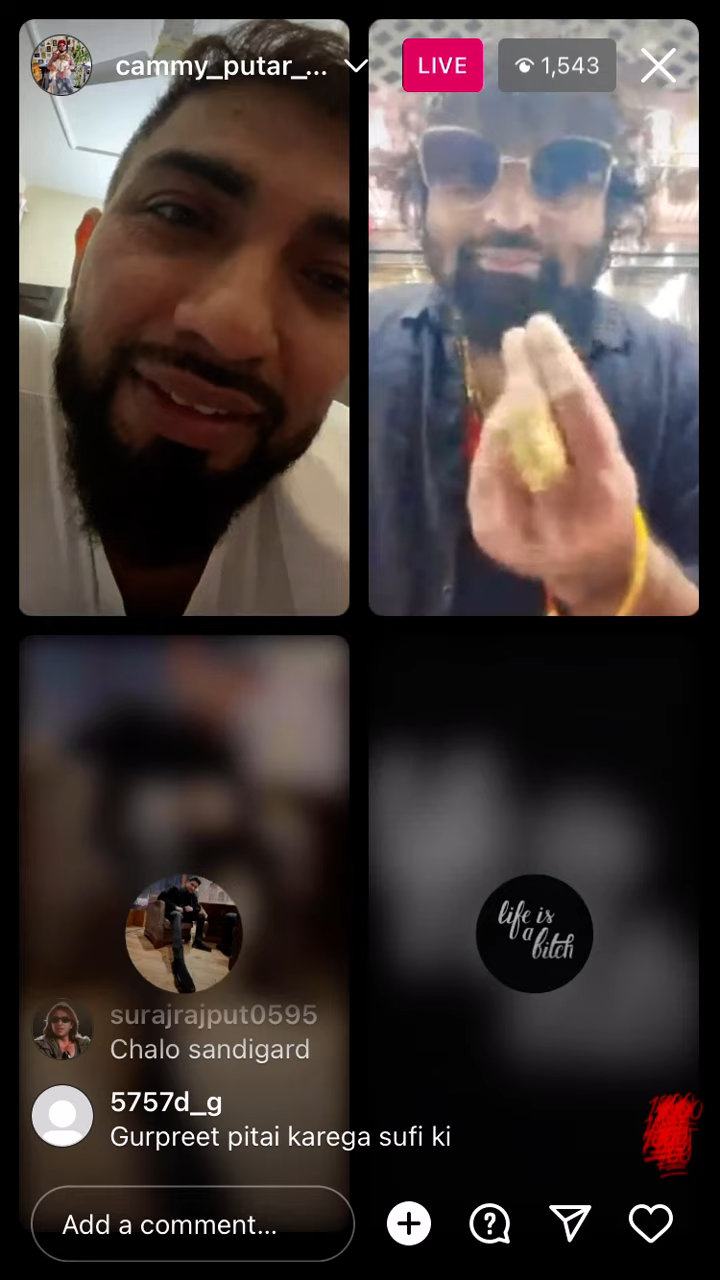 cammy_putar_...
LIVE
1,543
life is
a
bitch
surajrajput0595
Chalo sandigard
5757d_g
Gurpreet pitai karega sufi ki
Add a comment...